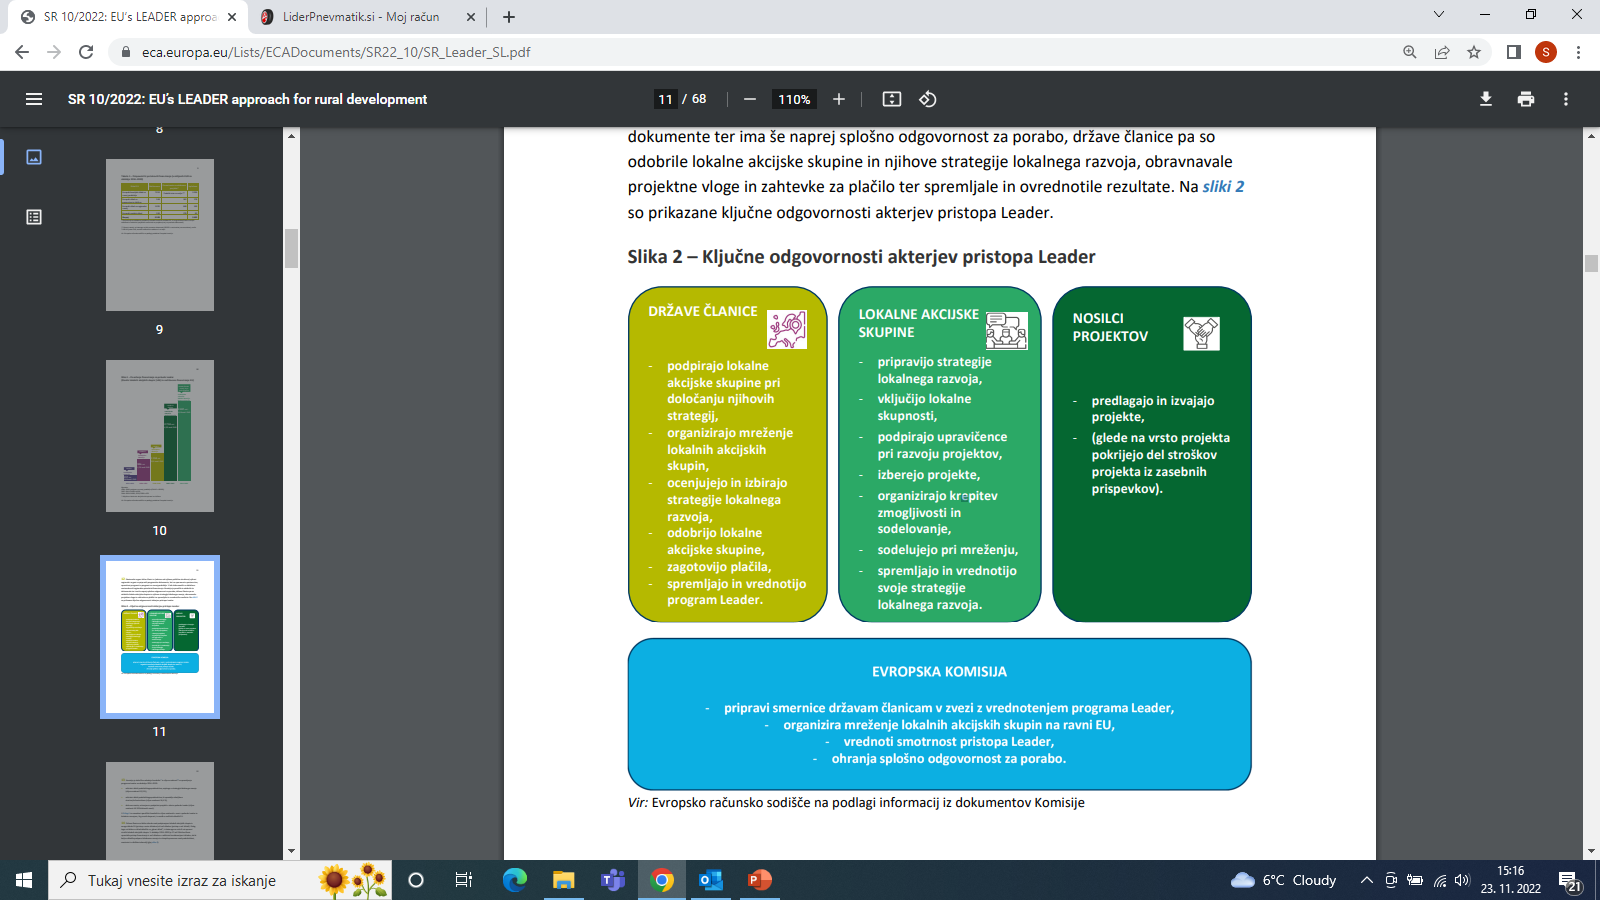 SR 10/2022: EU's LEADER approa
LiderPnevmatik.si - Moj račun
eca.europa.eu/Lists/ECADocuments/SR22_10/SR_Leader_SL.pdf
S
SR 10/2022: EU's LEADER approach for rural development
11 / 68
110%
8
9
10
11
dokumente ter ima še naprej splošno odgovornost za porabo, države članice pa so
odobrile lokalne akcijske skupine in njihove strategije lokalnega razvoja, obravnavale
projektne vloge in zahtevke za plačilo ter spremljale in ovrednotile rezultate. Na sliki 2
so prikazane ključne odgovornosti akterjev pristopa Leader.
Slika 2 – Ključne odgovornosti akterjev pristopa Leader
DRŽAVE ČLANICE
- podpirajo lokalne
akcijske skupine pri
določanju njihovih
strategij,
- organizirajo mreženje
lokalnih akcijskih
skupin,
- ocenjujejo in izbirajo
strategije lokalnega
razvoja,
- odobrijo lokalne
akcijske skupine,
- zagotovijo plačila,
- spremljajo in vrednotijo
program Leader.
LOKALNE AKCIJSKE
SKUPINE
- pripravijo strategije
lokalnega razvoja,
- vključijo lokalne
skupnosti,
- podpirajo upravičence
pri razvoju projektov,
- izberejo projekte,
- organizirajo krepitev
zmogljivosti in
sodelovanje,
- sodelujejo pri mreženju,
- spremljajo in vrednotijo
svoje strategije
lokalnega razvoja.
NOSILCI
PROJEKTOV
- predlagajo in izvajajo
projekte,
- (glede na vrsto projekta
pokrijejo del stroškov
projekta iz zasebnih
prispevkov).
EVROPSKA KOMISIJA
- pripravi smernice državam članicam v zvezi z vrednotenjem programa Leader,
- organizira mreženje lokalnih akcijskih skupin na ravni EU,
- vrednoti smotrnost pristopa Leader,
- ohranja splošno odgovornost za porabo.
Vir: Evropsko računsko sodišče na podlagi informacij iz dokumentov Komisije
Tukaj vnesite izraz za iskanje
6°C Cloudy
15:16
23. 11. 2022
21